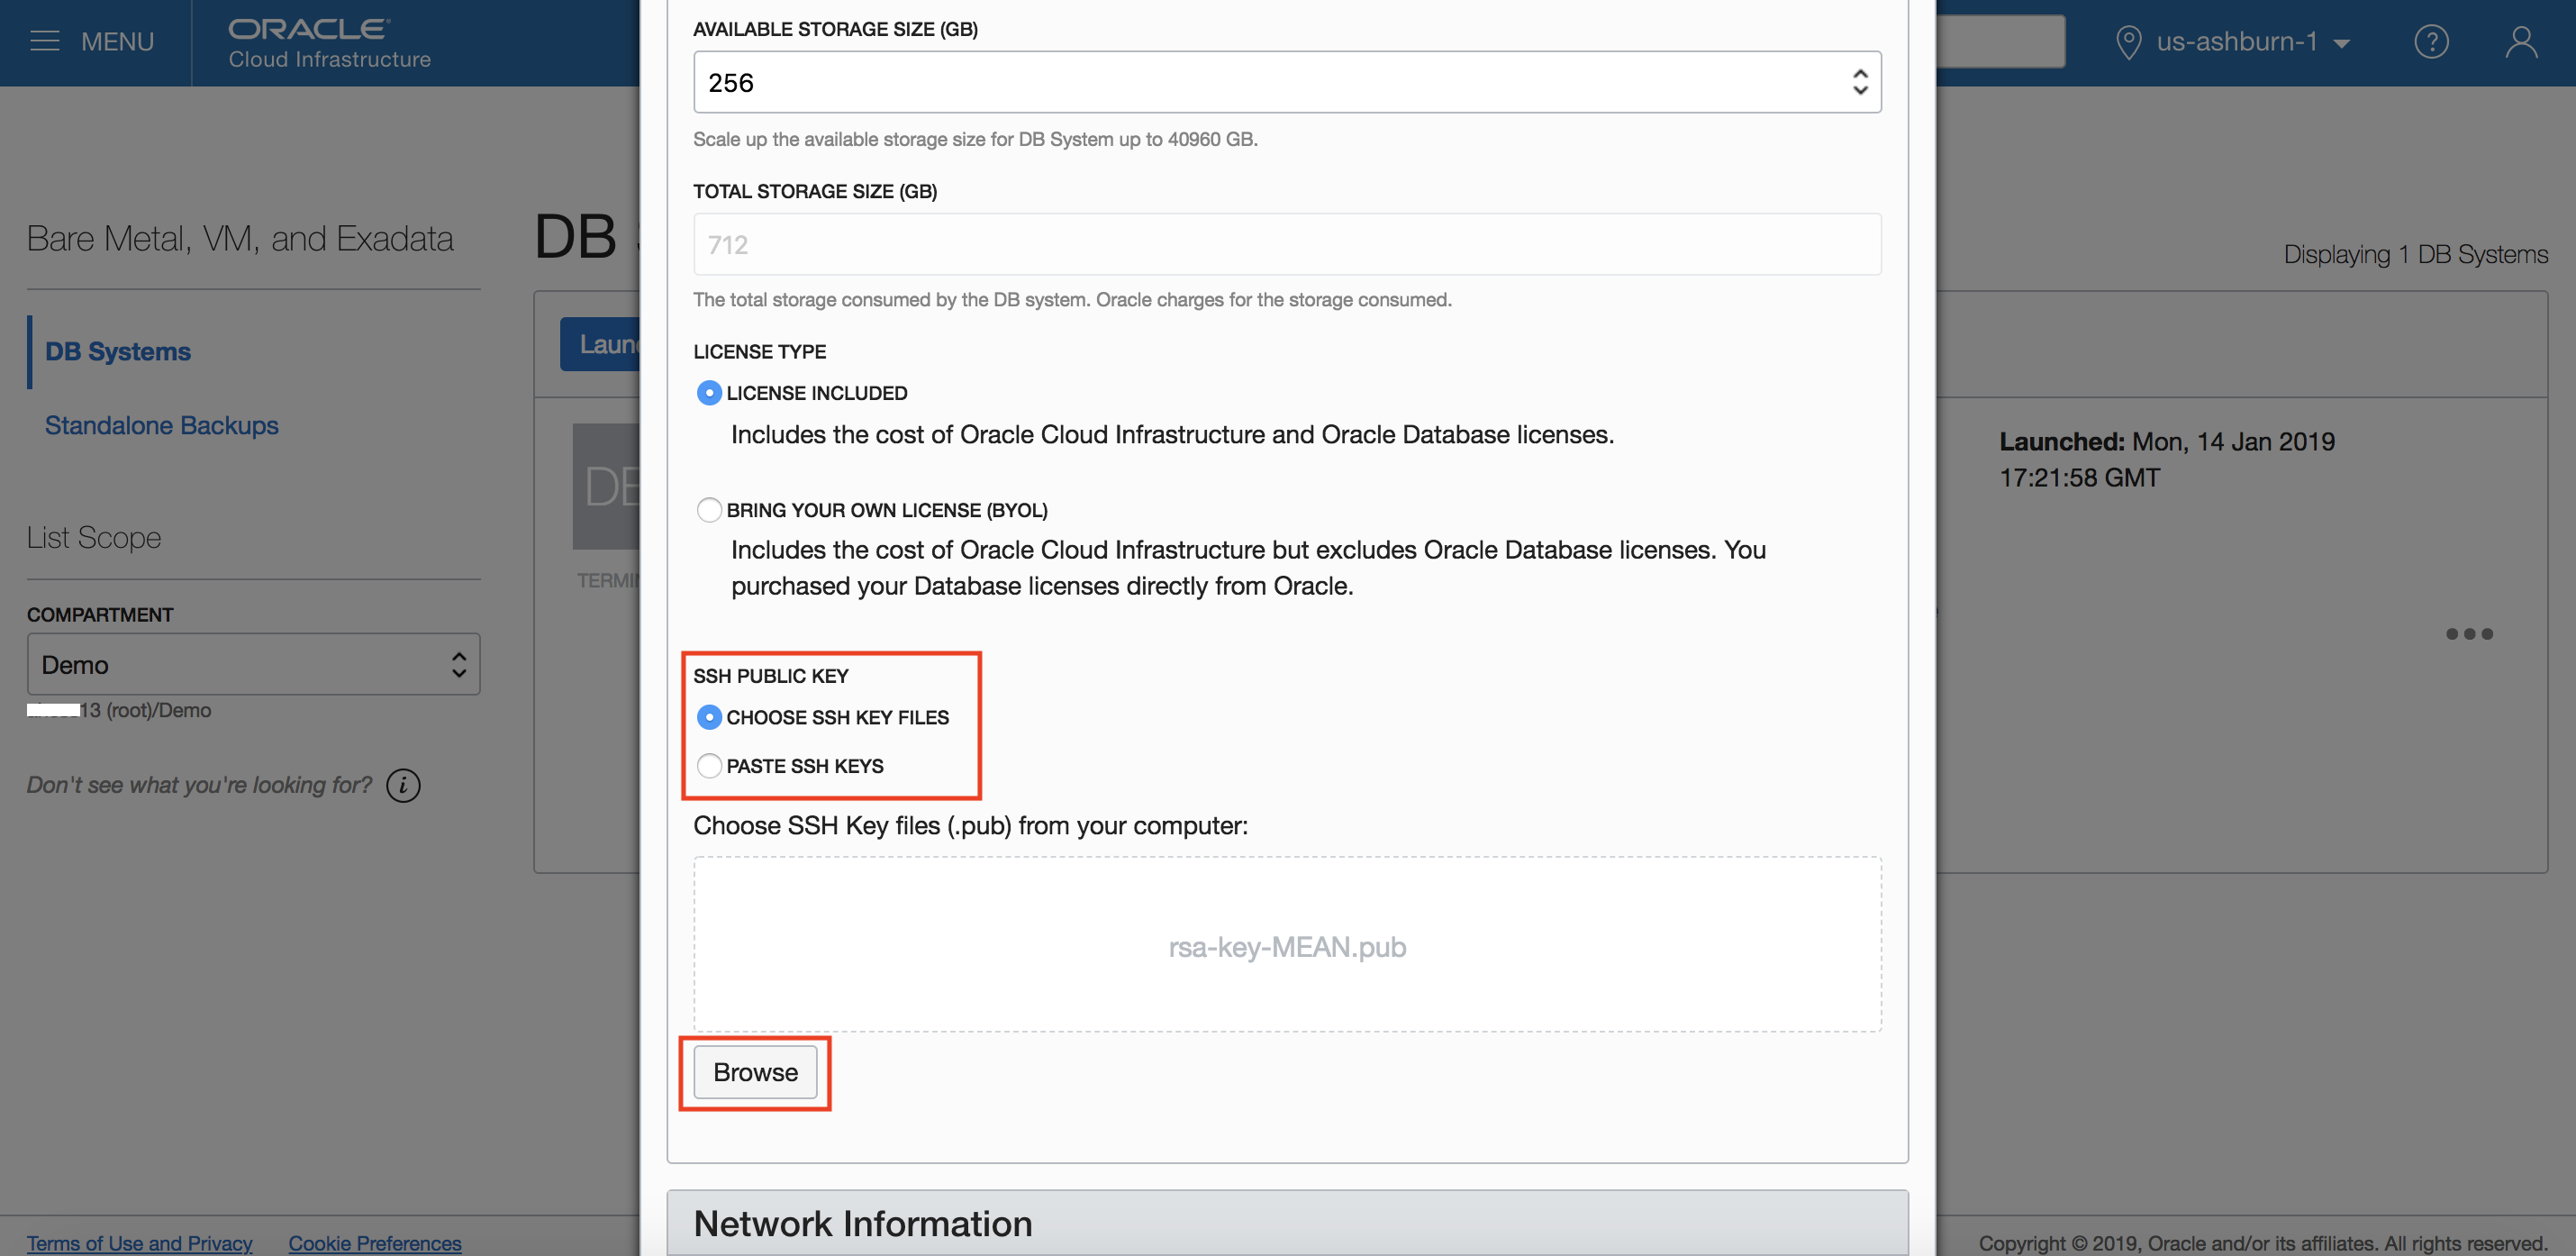 MENU
ORACLE
Cloud Infrastructure
us-ashburn-1
Bare Metal, VM, and Exadata
DB Systems
Standalone Backups
List Scope
COMPARTMENT
Demo
13 (root)/Demo
Don't see what you're looking for?
DB
Displaying 1 DB Systems
Launched: Mon, 14 Jan 2019
17:21:58 GMT
AVAILABLE STORAGE SIZE (GB)
256
Scale up the available storage size for DB System up to 40960 GB.
TOTAL STORAGE SIZE (GB)
712
The total storage consumed by the DB system. Oracle charges for the storage consumed.
LICENSE TYPE
LICENSE INCLUDED
Includes the cost of Oracle Cloud Infrastructure and Oracle Database licenses.
BRING YOUR OWN LICENSE (BYOL)
Includes the cost of Oracle Cloud Infrastructure but excludes Oracle Database licenses. You
purchased your Database licenses directly from Oracle.
SSH PUBLIC KEY
CHOOSE SSH KEY FILES
PASTE SSH KEYS
Choose SSH Key files (.pub) from your computer:
rsa-key-MEAN.pub
Browse
Network Information
Terms of Use and Privacy
Cookie Preferences
Copyright © 2019, Oracle and/or its affiliates. All rights reserved.